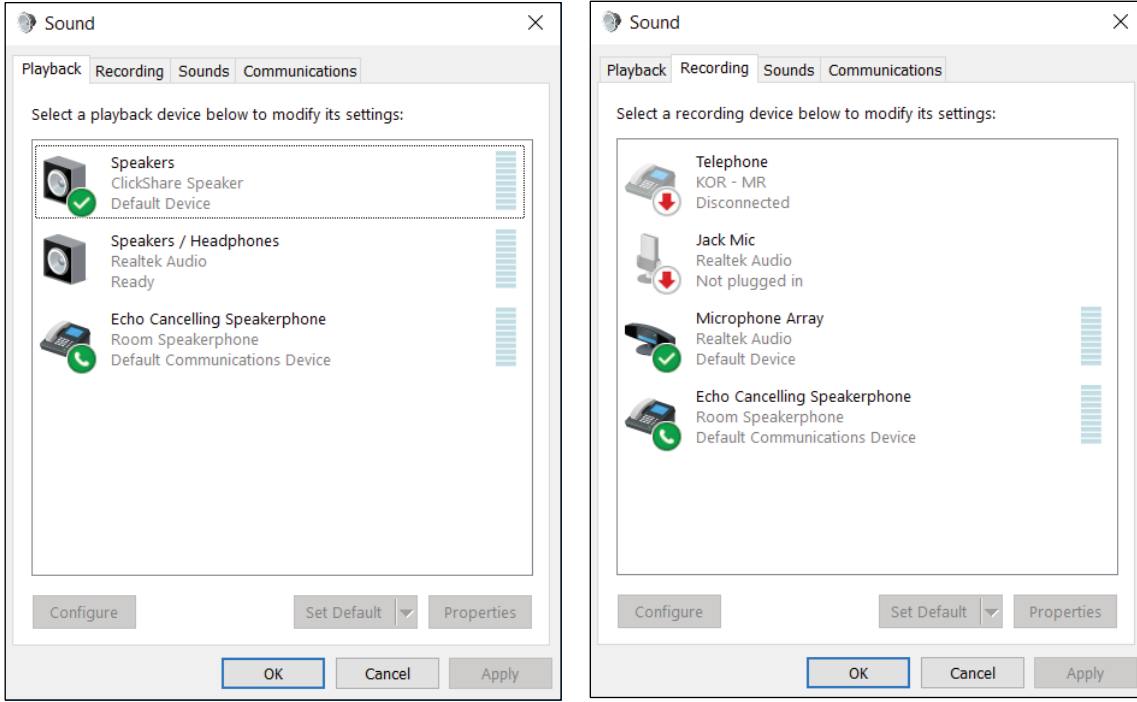 Sound
Playback Recording Sounds Communications
Select a playback device below to modify its settings:
Speakers
ClickShare Speaker
Default Device
Speakers / Headphones
Realtek Audio
Ready
Echo Cancelling Speakerphone
Room Speakerphone
Default Communications Device
Configure Set Default Properties
OK Cancel Apply
Sound
Playback Recording Sounds Communications
Select a recording device below to modify its settings:
Telephone
KOR - MR
Disconnected
Jack Mic
Realtek Audio
Not plugged in
Microphone Array
Realtek Audio
Default Device
Echo Cancelling Speakerphone
Room Speakerphone
Default Communications Device
Configure Set Default Properties
OK Cancel Apply